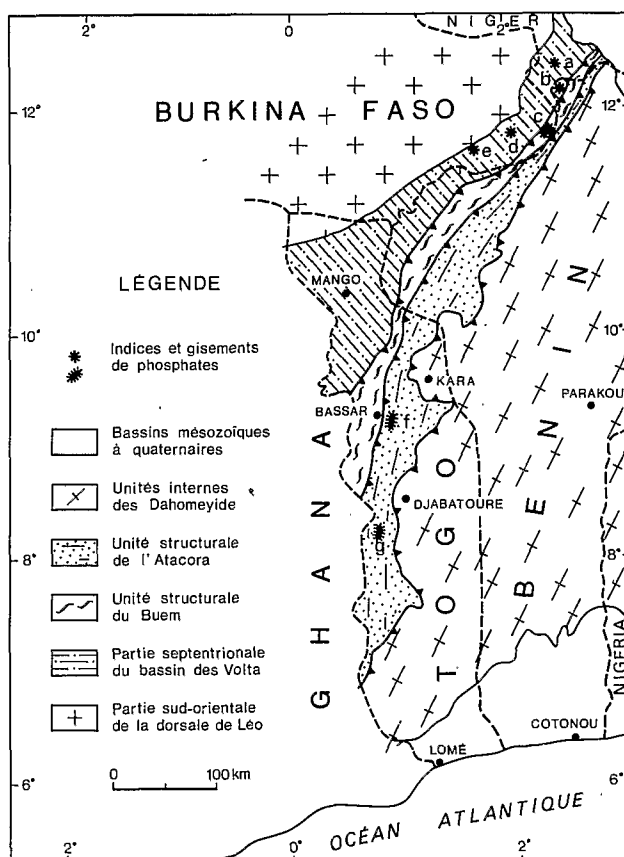 2°
0
NIGER
2°
a
b
12°
BURKINA FASO
12°
c
d
e
LÉGENDE
MANGO
10°
10°
Indices et gisements
de phosphates
KARA
PARAKOU
BASSAR
f
Bassins mésozoïques
à quaternaires
Unités internes
des Dahomeyide
DJABATOURE
Unité structurale
de l'Atacora
g
8°
8°
Unité structurale
du Buem
Partie septentrionale
du bassin des Volta
Partie sud-orientale
de la dorsale de Léo
GHANA
TOGO
BENIN
NIGÉRIA
COTONOU
LOMÉ
0 100 km
6°
6°
OCÉAN ATLANTIQUE
2°
0°
2°